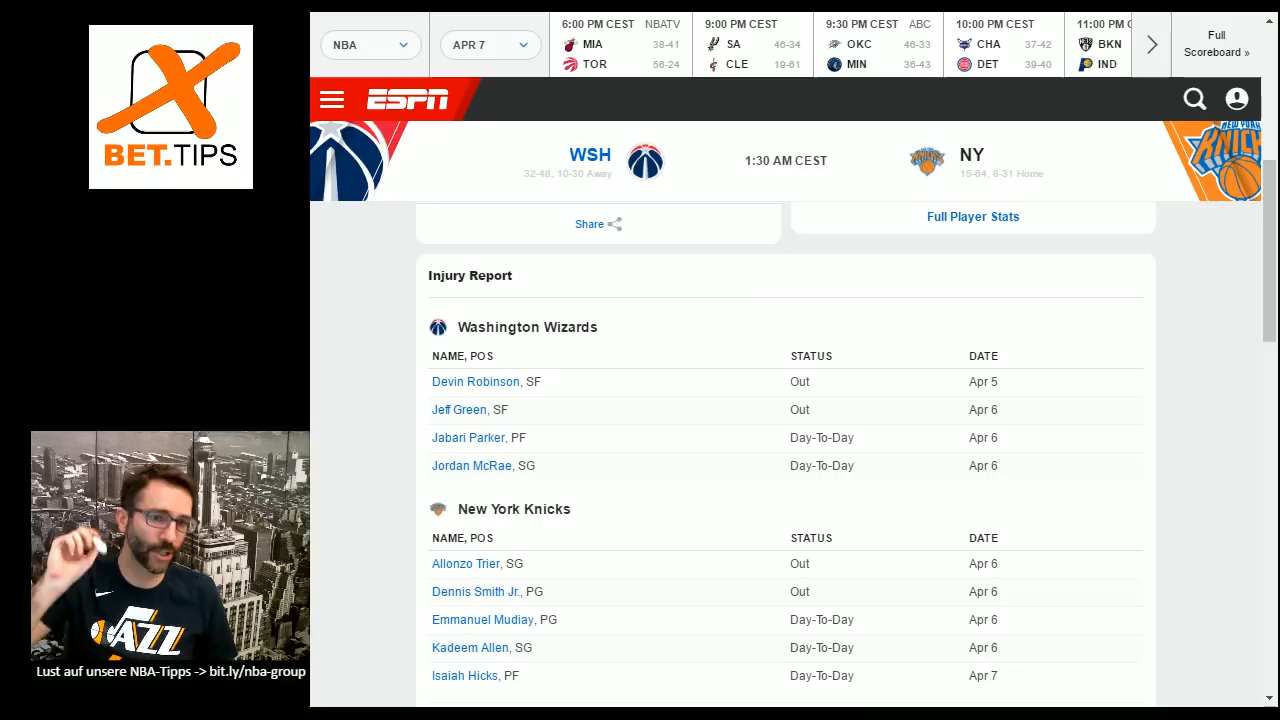 BET.TIPS
NBA
APR 7
6:00 PM CEST NBATV
MIA 38-41
TOR 56-24
9:00 PM CEST
SA 46-34
CLE 19-61
9:30 PM CEST ABC
OKC 46-33
MIN 36-43
10:00 PM CEST
CHA 37-42
DET 39-40
11:00 PM
BKN
IND
Full
Scoreboard »
ESPN
WSH
32-48, 10-30 Away
1:30 AM CEST
NY
15-64, 8-31 Home
NEW YORK
KNICKS
Share
Full Player Stats
Injury Report
Washington Wizards
NAME, POS STATUS DATE
Devin Robinson, SF Out Apr 5
Jeff Green, SF Out Apr 6
Jabari Parker, PF Day-To-Day Apr 6
Jordan McRae, SG Day-To-Day Apr 6
New York Knicks
NAME, POS STATUS DATE
Allonzo Trier, SG Out Apr 6
Dennis Smith Jr., PG Out Apr 6
Emmanuel Mudiay, PG Day-To-Day Apr 6
Kadeem Allen, SG Day-To-Day Apr 6
Isaiah Hicks, PF Day-To-Day Apr 7
JAZZ
Lust auf unsere NBA-Tipps -> bit.ly/nba-group